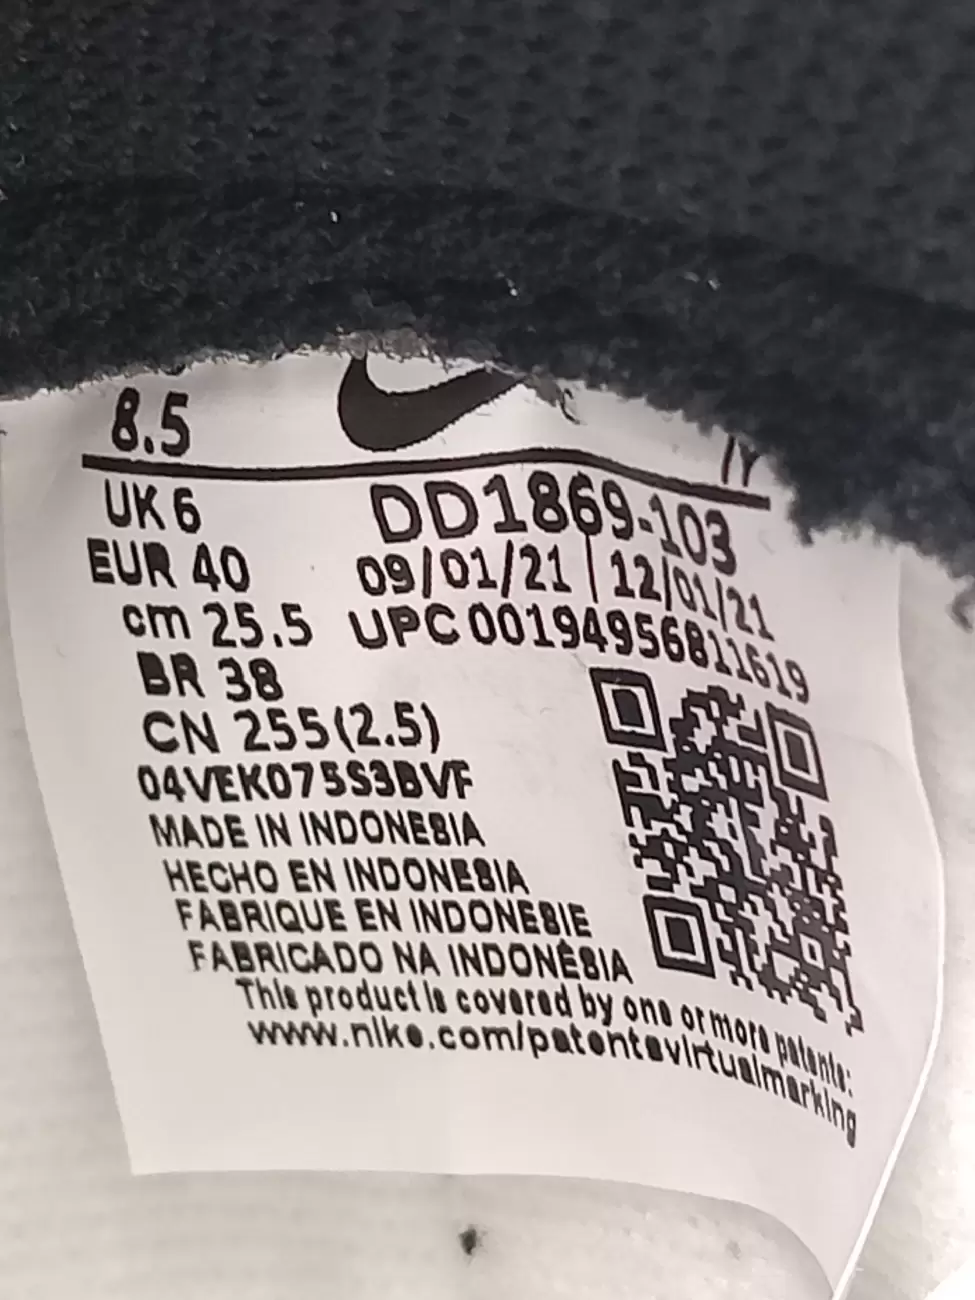 8.5
UK 6 DD1869-103
EUR 40 09/01/21 | 12/01/21
cm 25.5 UPC 00194956811619
BR 38
CN 255(2.5)
04VEK075S3BVF
MADE IN INDONESIA
HECHO EN INDONESIA
FABRIQUE EN INDONESIE
FABRICADO NA INDONÉSIA
This product is covered by one or more patents:
www.nike.com/patentsvirtualmarking